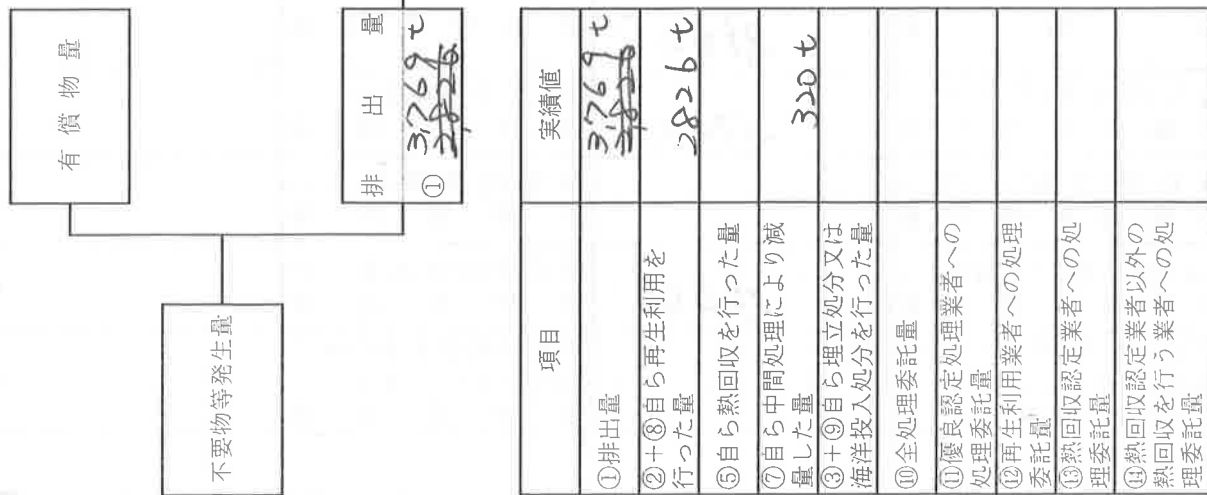 有償物量
不要物等発生量
排出量
①
3,769 t
2,826
項目
実績値
①排出量
3,769 t
2,826
②+⑧自ら再生利用を
行った量
2826 t
⑤自ら熱回収を行った量
⑦自ら中間処理により減
量した量
320 t
③+⑨自ら埋立処分又は
海洋投入処分を行った量
⑩全処理委託量
⑪優良認定処理業者への
処理委託量
⑫再生利用業者への処理
委託量
⑬熱回収認定業者への処
理委託量
⑭熱回収認定業者以外の
熱回収を行う業者への処
理委託量